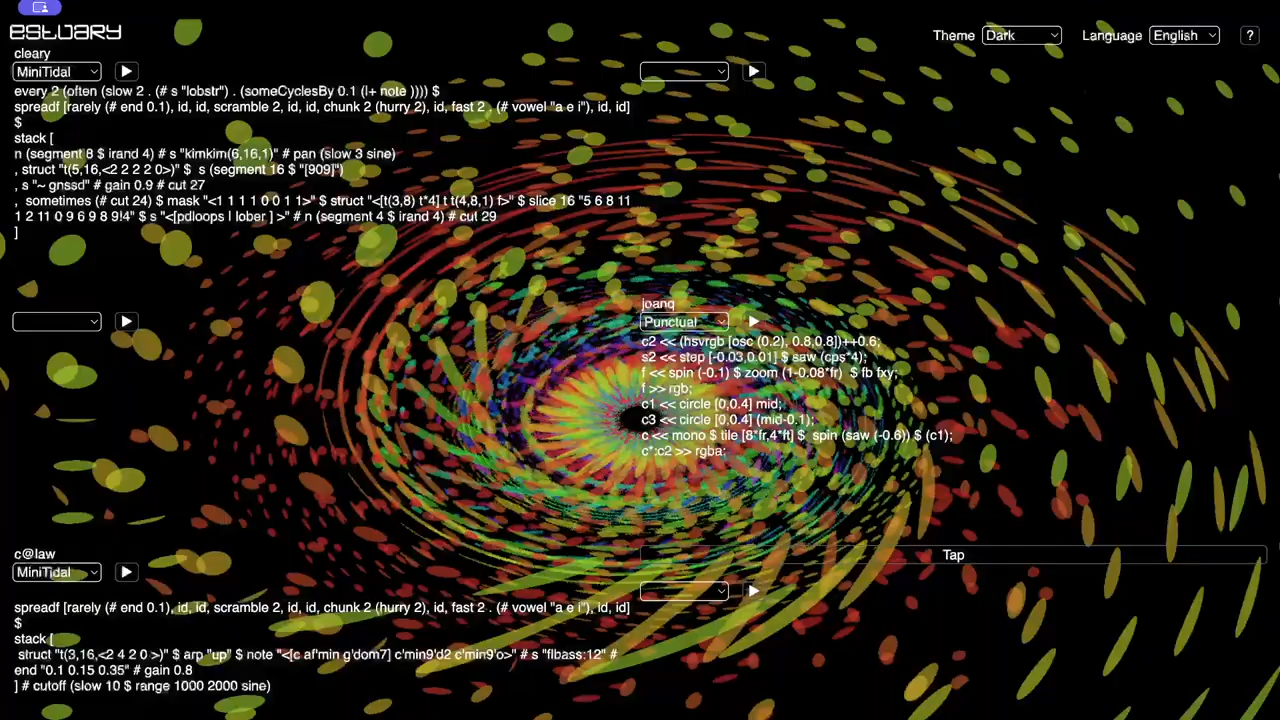 estuary
Theme Dark Language English ?
cleary
MiniTidal
every 2 (often (slow 2 . (# s "lobstr") . (someCyclesBy 0.1 (|+ note )))) $
spreadf [rarely (# end 0.1), id, id, scramble 2, id, id, chunk 2 (hurry 2), id, fast 2 . (# vowel "a e i"), id, id]
$
stack [
n (segment 8 $ irand 4) # s "kimkim(6,16,1)" # pan (slow 3 sine)
, struct "t(5,16,<2 2 2 2 0>)" $  s (segment 16 $ "[909]")
, s "~ gnssd" # gain 0.9 # cut 27
,  sometimes (# cut 24) $ mask "<1 1 1 1 0 0 1 1>" $ struct "<[t(3,8) t*4] t t(4,8,1) f>" $ slice 16 "5 6 8 11
1 2 11 0 9 6 9 8 9!4" $ s "<[pdloops | lober ] >" # n (segment 4 $ irand 4) # cut 29
]
joanq
Punctual
c2 << (hsvrgb [osc (0.2), 0.8,0.8])++0.6;
s2 << step [-0.03,0.01] $ saw (cps*4);
f << spin (-0.1) $ zoom (1-0.08*fr)  $ fb fxy;
f >> rgb;
c1 << circle [0,0.4] mid;
c3 << circle [0,0.4] (mid-0.1);
c << mono $ tile [8*fr,4*ft] $  spin (saw (-0.6)) $ (c1);
c*:c2 >> rgba;
c@law
MiniTidal
Tap
spreadf [rarely (# end 0.1), id, id, scramble 2, id, id, chunk 2 (hurry 2), id, fast 2 . (# vowel "a e i"), id, id]
$
stack [
struct "t(3,16,<2 4 2 0 >)" $ arp "up" $ note "<[c af'min g'dom7] c'min9'd2 c'min9'o>" # s "flbass:12" #
end "0.1 0.15 0.35" # gain 0.8
] # cutoff (slow 10 $ range 1000 2000 sine)